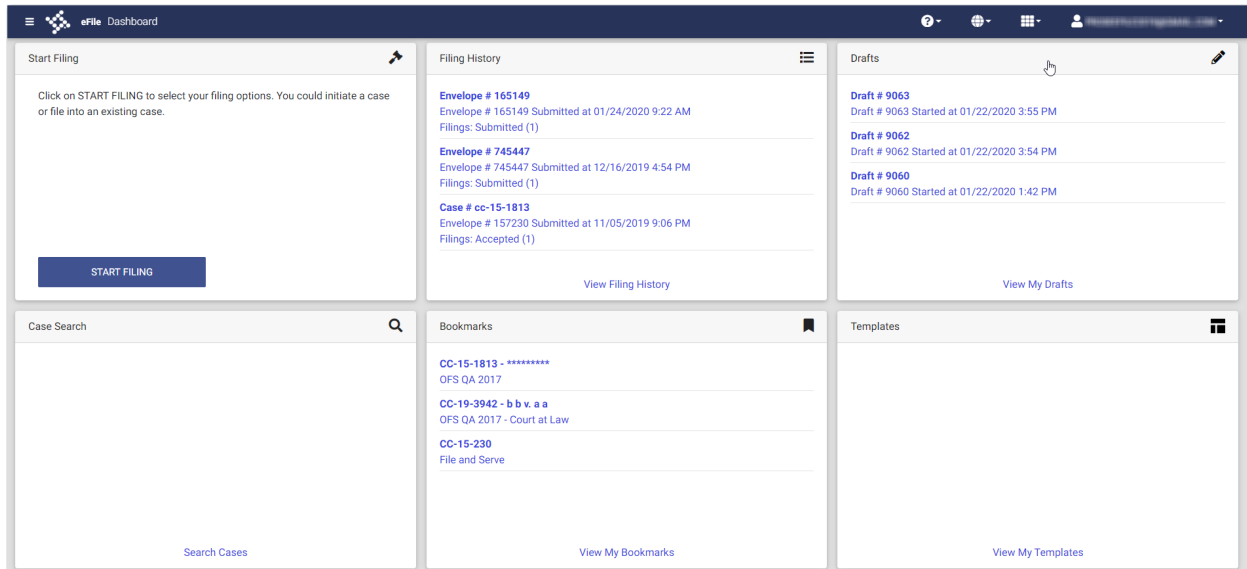 eFile Dashboard
Start Filing
Click on START FILING to select your filing options. You could initiate a case
or file into an existing case.
START FILING
Filing History
Envelope # 165149
Envelope # 165149 Submitted at 01/24/2020 9:22 AM
Filings: Submitted (1)
Envelope # 745447
Envelope # 745447 Submitted at 12/16/2019 4:54 PM
Filings: Submitted (1)
Case # cc-15-1813
Envelope # 157230 Submitted at 11/05/2019 9:06 PM
Filings: Accepted (1)
View Filing History
Drafts
Draft # 9063
Draft # 9063 Started at 01/22/2020 3:55 PM
Draft # 9062
Draft # 9062 Started at 01/22/2020 3:54 PM
Draft # 9060
Draft # 9060 Started at 01/22/2020 1:42 PM
View My Drafts
Case Search
Search Cases
Bookmarks
CC-15-1813 - *********
OFS QA 2017
CC-19-3942 - b b v. a a
OFS QA 2017 - Court at Law
CC-15-230
File and Serve
View My Bookmarks
Templates
View My Templates